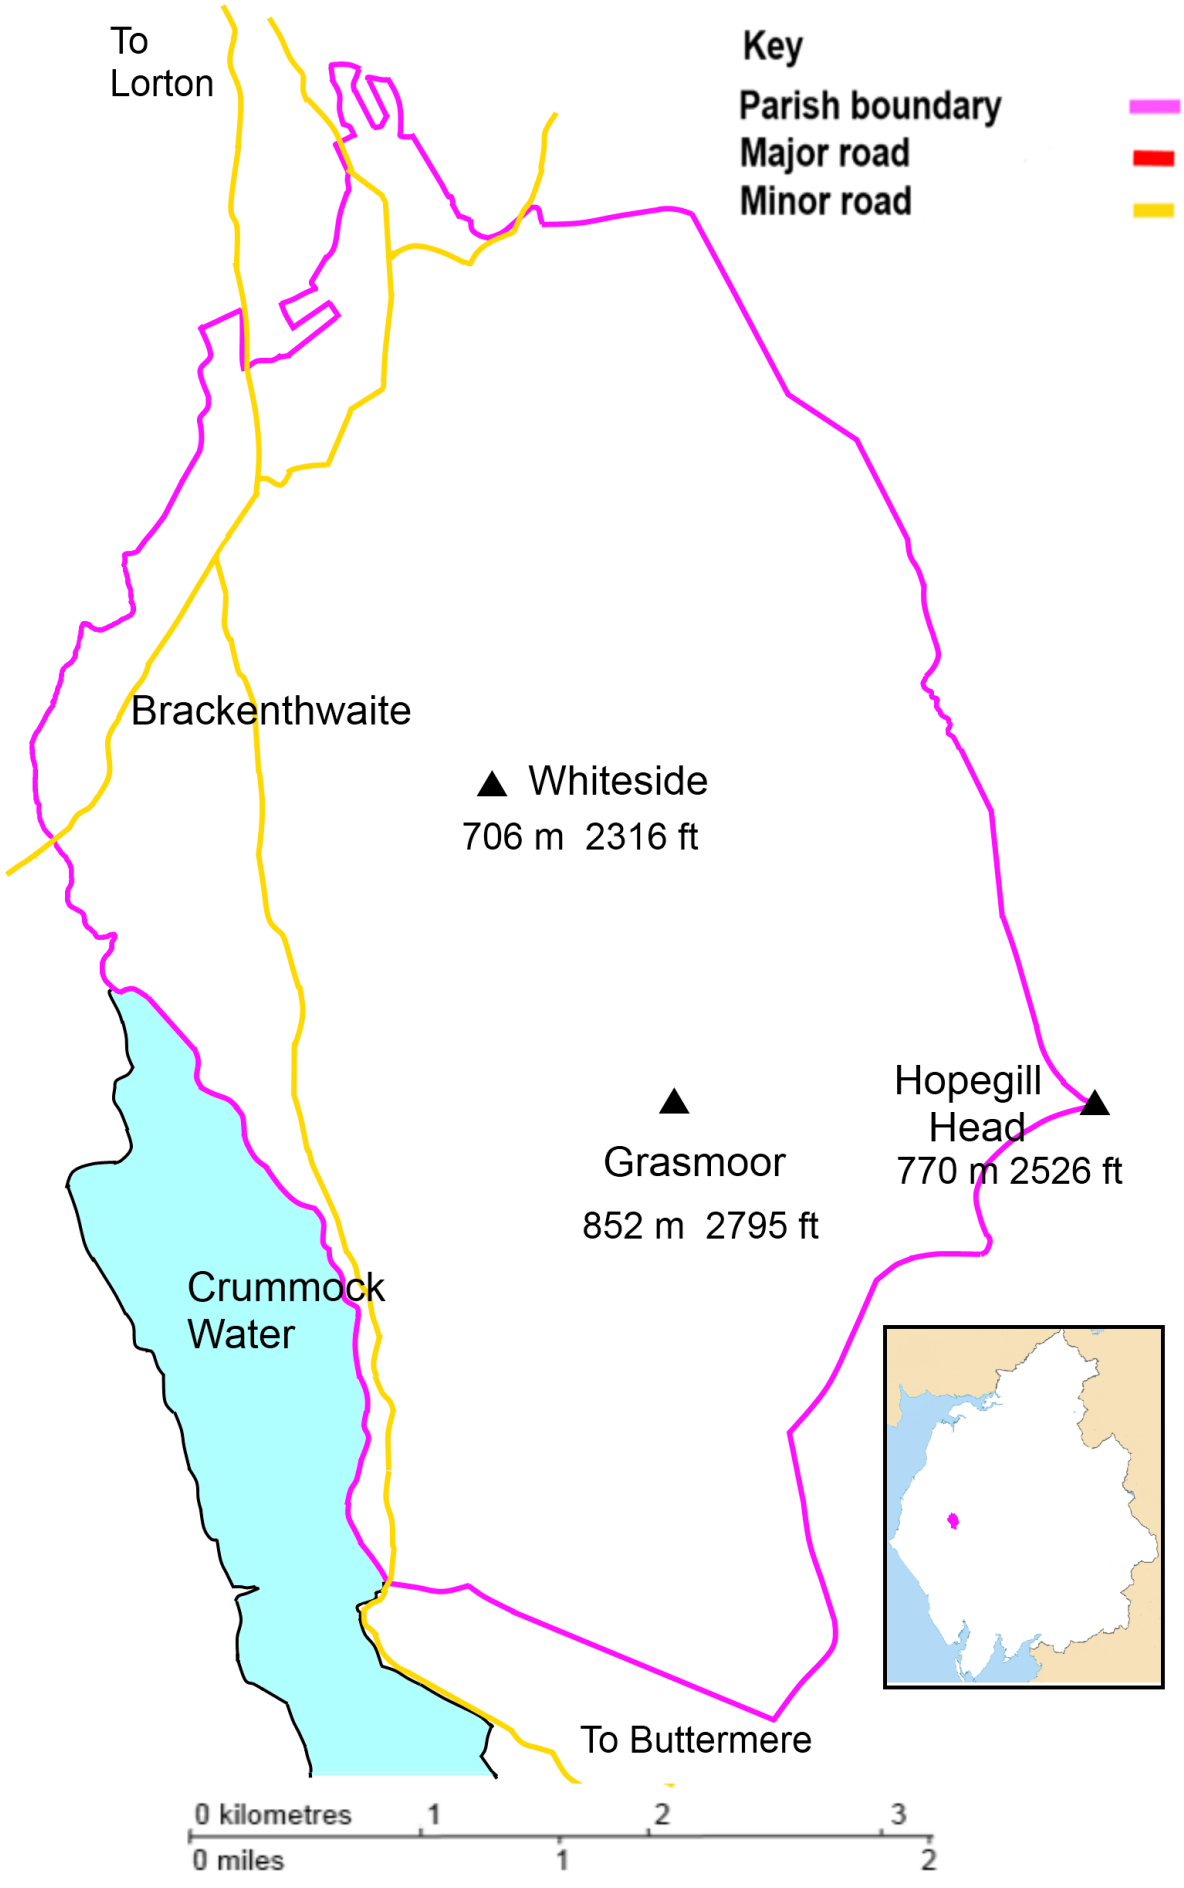 To
Lorton
Key
Parish boundary
Major road
Minor road
Brackenthwaite
Whiteside
706 m 2316 ft
Hopegill
Head
770 m 2526 ft
Grasmoor
852 m 2795 ft
Crummock
Water
To Buttermere
0 kilometres 1 2 3
0 miles 1 2